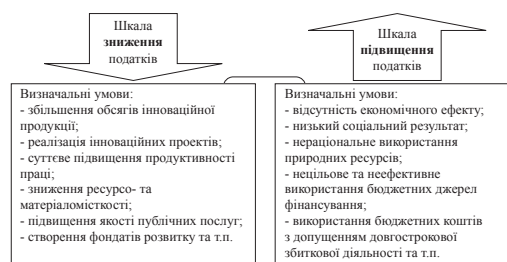 Шкала
зниження
податків
Шкала
підвищення
податків
Визначальні умови:
- збільшення обсягів інноваційної
продукції;
- реалізація інноваційних проектів;
- суттєве підвищення продуктивності
праці;
- зниження ресурсо- та
матеріаломісткості;
- підвищення якості публічних послуг;
- створення фондатів розвитку та т.п.
Визначальні умови:
- відсутність економічного ефекту;
- низький соціальний результат;
- нераціональне використання
природних ресурсів;
- нецільове та неефективне
використання бюджетних джерел
фінансування;
- використання бюджетних коштів
з допущенням довгострокової
збиткової діяльності та т.п.